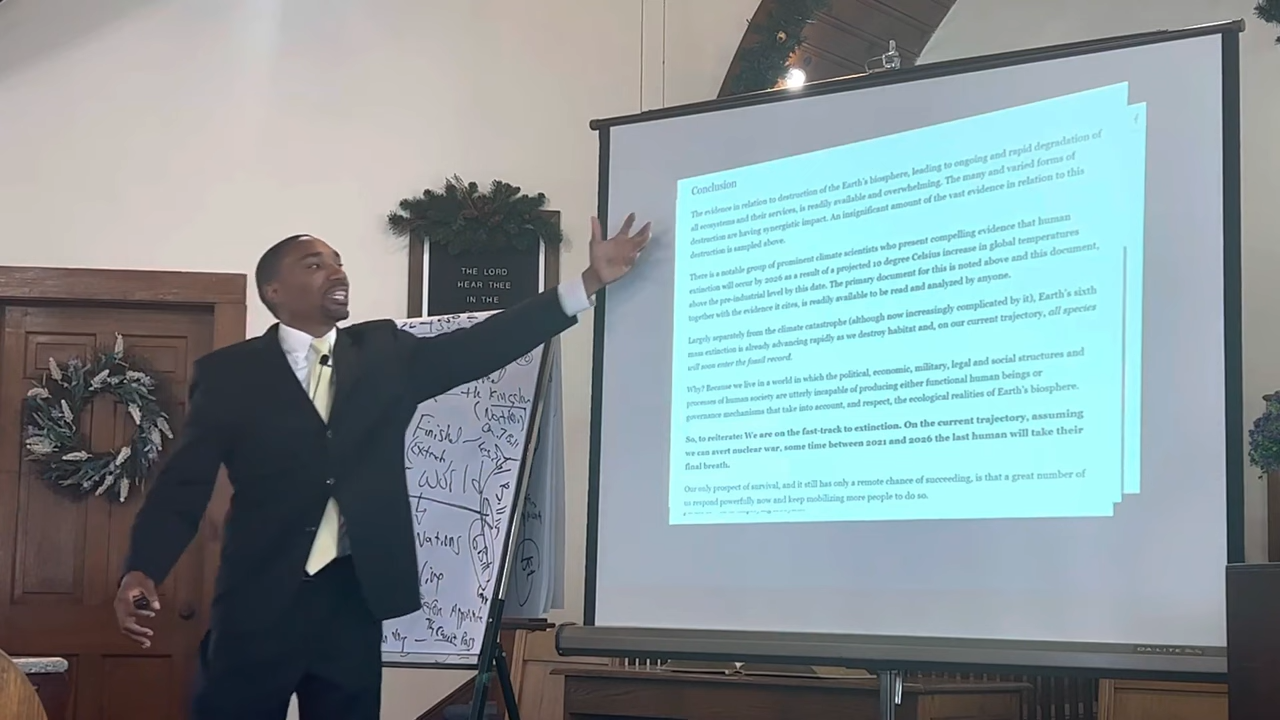 THE LORD
HEAR THEE
IN THE
the Kingdom
Finished
World
Nations
Conclusion
The evidence in relation to destruction of the Earth's biosphere, leading to ongoing and rapid degradation of
all ecosystems and their services, is readily available and overwhelming. The many and varied forms of
destruction are having synergistic impact. An insignificant amount of the vast evidence in relation to this
destruction is sampled above.
There is a notable group of prominent climate scientists who present compelling evidence that human
extinction will occur by 2026 as a result of a projected 10 degree Celsius increase in global temperatures
above the pre-industrial level by this date. The primary document for this is noted above and this document,
together with the evidence it cites, is readily available to be read and analyzed by anyone.
Largely separately from the climate catastrophe (although now increasingly complicated by it), Earth's sixth
mass extinction is already advancing rapidly as we destroy habitat and, on our current trajectory, all species
will soon enter the fossil record.
Why? Because we live in a world in which the political, economic, military, legal and social structures and
processes of human society are utterly incapable of producing either functional human beings or
governance mechanisms that take into account, and respect, the ecological realities of Earth's biosphere.
So, to reiterate: We are on the fast-track to extinction. On the current trajectory, assuming
we can avert nuclear war, some time between 2021 and 2026 the last human will take their
final breath.
Our only prospect of survival, and it still has only a remote chance of succeeding, is that a great number of
us respond powerfully now and keep mobilizing more people to do so.
DA-LITE